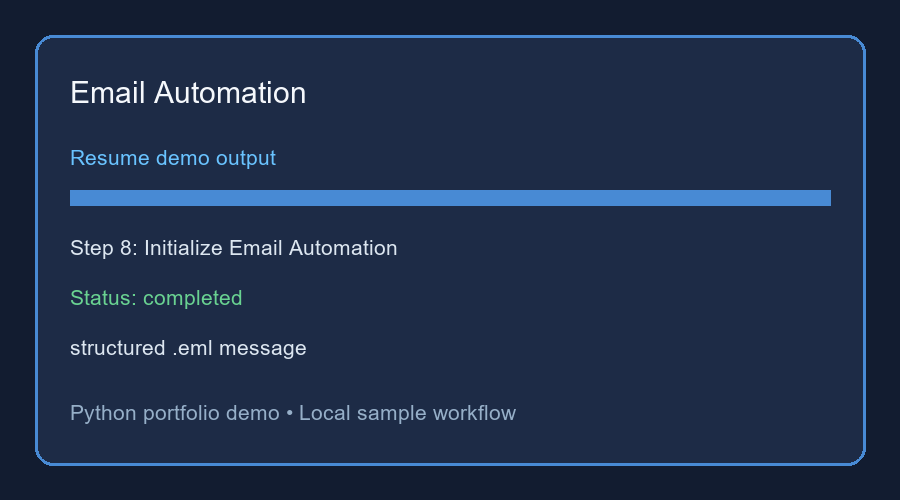 Email Automation
Resume demo output
Step 8: Initialize Email Automation
Status: completed
structured .eml message
Python portfolio demo • Local sample workflow